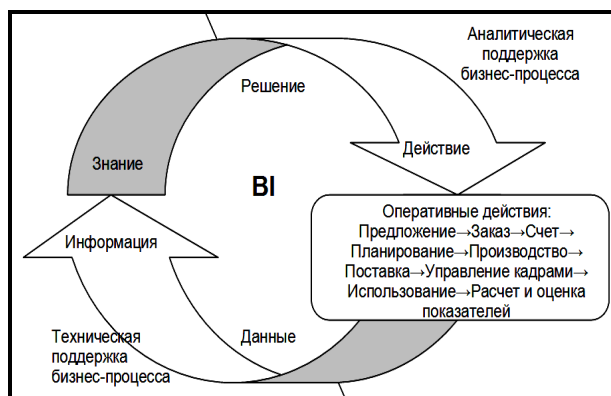 Аналитическая
поддержка
бизнес-процесса
Решение
Действие
Знание
BI
Информация
Оперативные действия:
Предложение→Заказ→Счет→
Планирование→Производство→
Поставка→Управление кадрами→
Использование→Расчет и оценка
показателей
Данные
Техническая
поддержка
бизнес-процесса